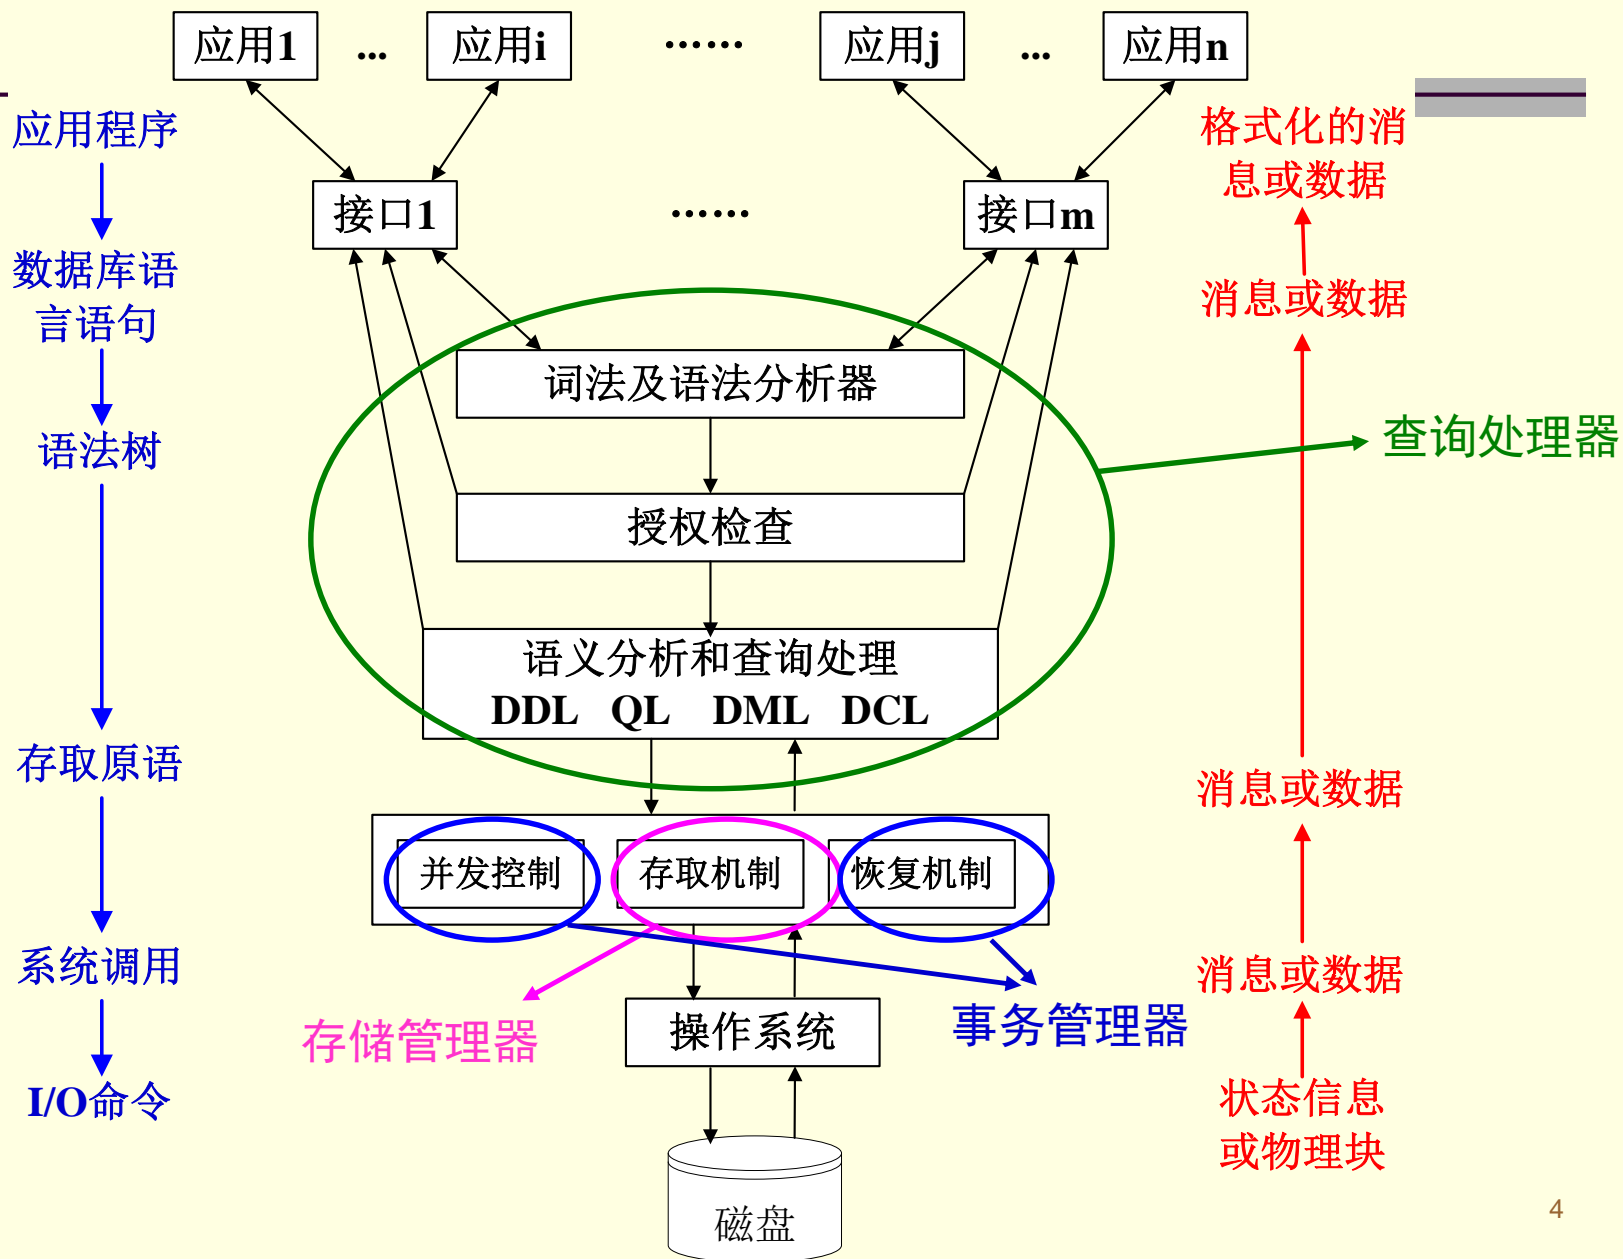 应用1 ... 应用i …… 应用j ... 应用n
应用程序
格式化的消
息或数据
接口1 …… 接口m
数据库语
言语句
消息或数据
词法及语法分析器
查询处理器
语法树
授权检查
语义分析和查询处理
DDL QL DML DCL
存取原语
消息或数据
并发控制 存取机制 恢复机制
系统调用
消息或数据
存储管理器
操作系统
事务管理器
I/O命令
状态信息
或物理块
磁盘
4